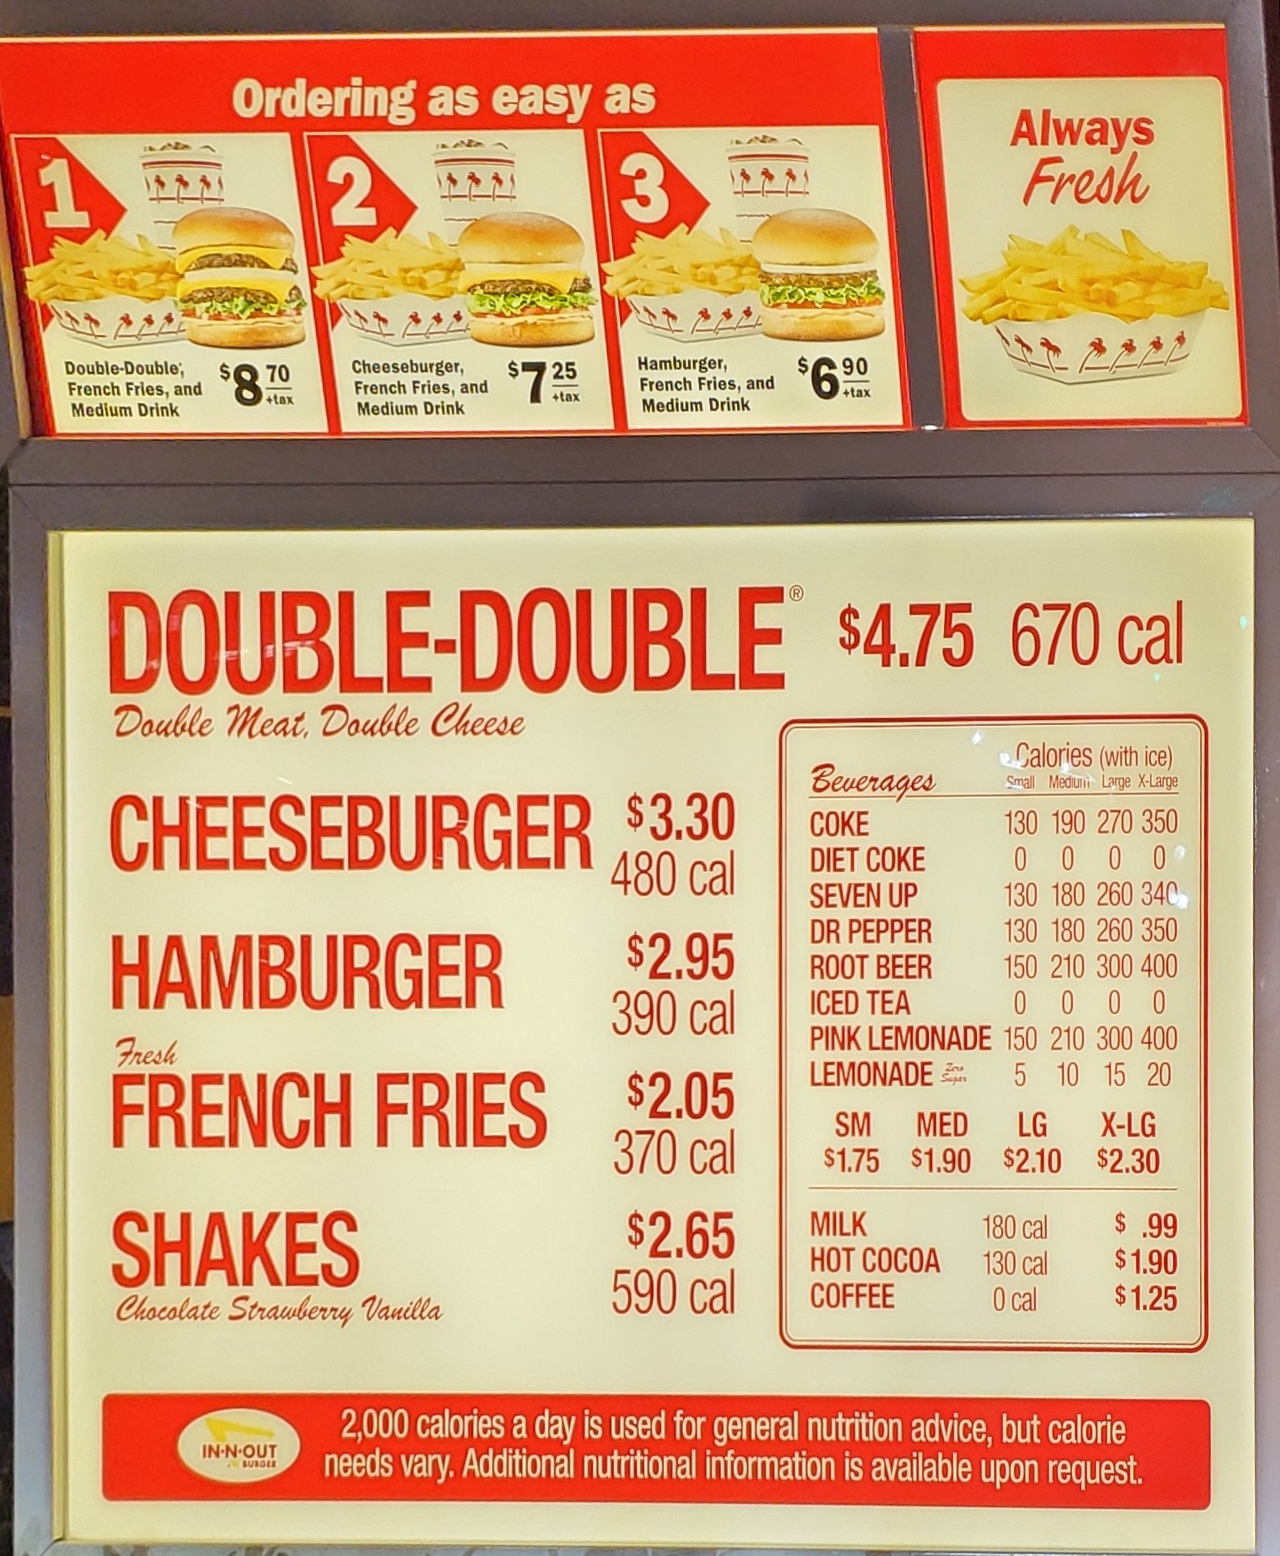 Ordering as easy as
1
Double-Double®,
French Fries, and
Medium Drink
$8 70
+tax
2
Cheeseburger,
French Fries, and
Medium Drink
$7 25
+tax
3
Hamburger,
French Fries, and
Medium Drink
$6 90
+tax
Always
Fresh
DOUBLE-DOUBLE® $4.75 670 cal
Double Meat, Double Cheese
CHEESEBURGER $3.30
480 cal
HAMBURGER $2.95
390 cal
Fresh
FRENCH FRIES $2.05
370 cal
SHAKES $2.65
590 cal
Chocolate Strawberry Vanilla
Calories (with ice)
Beverages Small Medium Large X-Large
COKE 130 190 270 350
DIET COKE 0 0 0 0
SEVEN UP 130 180 260 340
DR PEPPER 130 180 260 350
ROOT BEER 150 210 300 400
ICED TEA 0 0 0 0
PINK LEMONADE 150 210 300 400
LEMONADE Zero Sugar 5 10 15 20
SM MED LG X-LG
$1.75 $1.90 $2.10 $2.30
MILK 180 cal $ .99
HOT COCOA 130 cal $1.90
COFFEE 0 cal $1.25
IN-N-OUT
BURGER
2,000 calories a day is used for general nutrition advice, but calorie
needs vary. Additional nutritional information is available upon request.